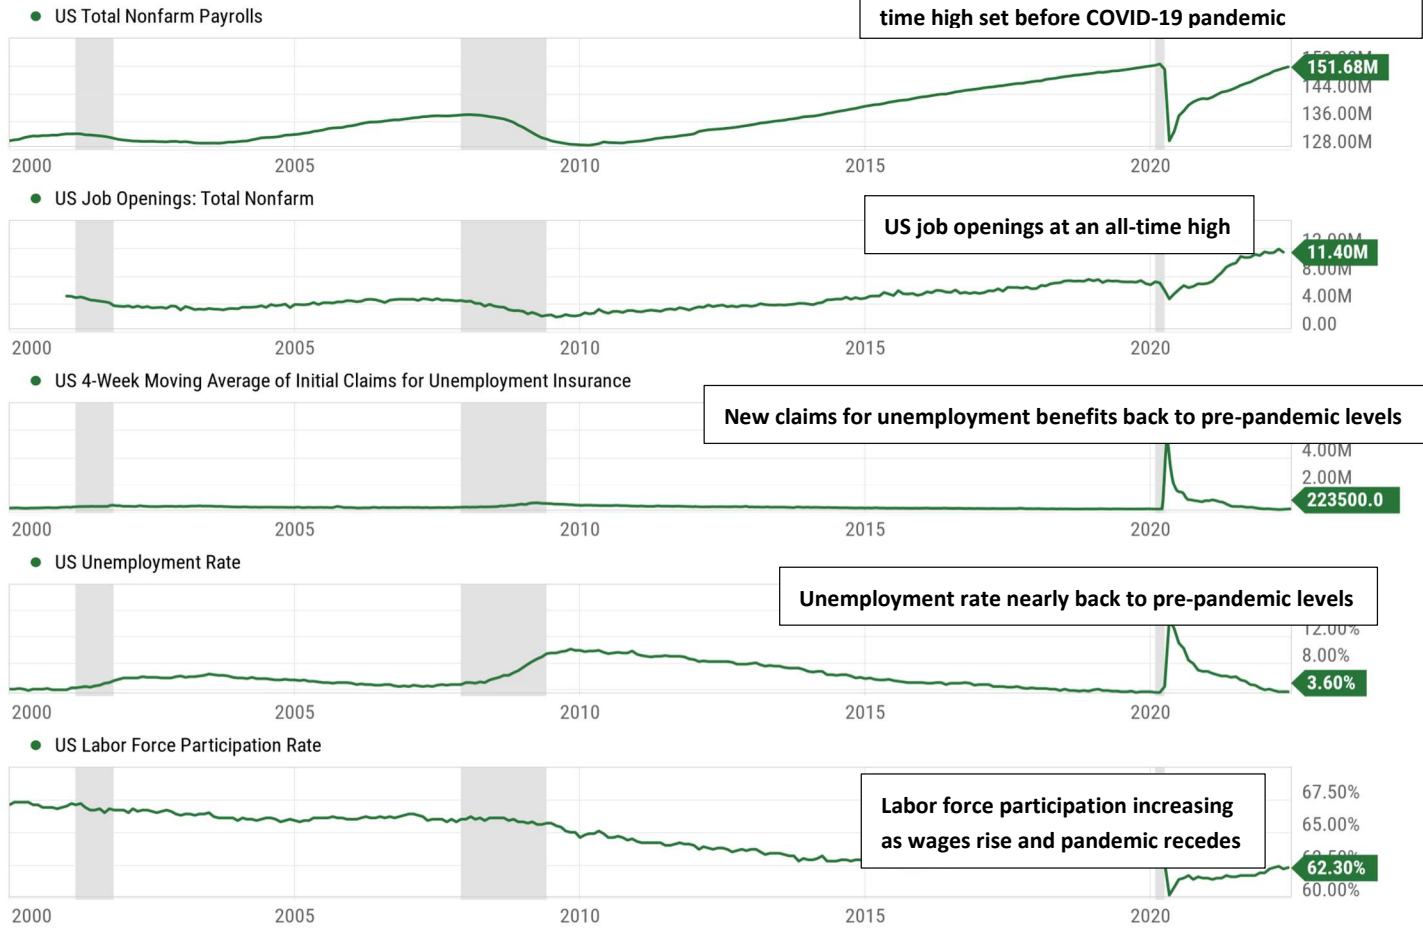 US Total Nonfarm Payrolls
time high set before COVID-19 pandemic
151.68M
144.00M
136.00M
128.00M
2000 2005 2010 2015 2020
US Job Openings: Total Nonfarm
US job openings at an all-time high
12.00M
11.40M
8.00M
4.00M
0.00
2000 2005 2010 2015 2020
US 4-Week Moving Average of Initial Claims for Unemployment Insurance
New claims for unemployment benefits back to pre-pandemic levels
4.00M
2.00M
223500.0
2000 2005 2010 2015 2020
US Unemployment Rate
Unemployment rate nearly back to pre-pandemic levels
12.00%
8.00%
3.60%
2000 2005 2010 2015 2020
US Labor Force Participation Rate
Labor force participation increasing
as wages rise and pandemic recedes
67.50%
65.00%
62.30%
60.00%
2000 2005 2010 2015 2020